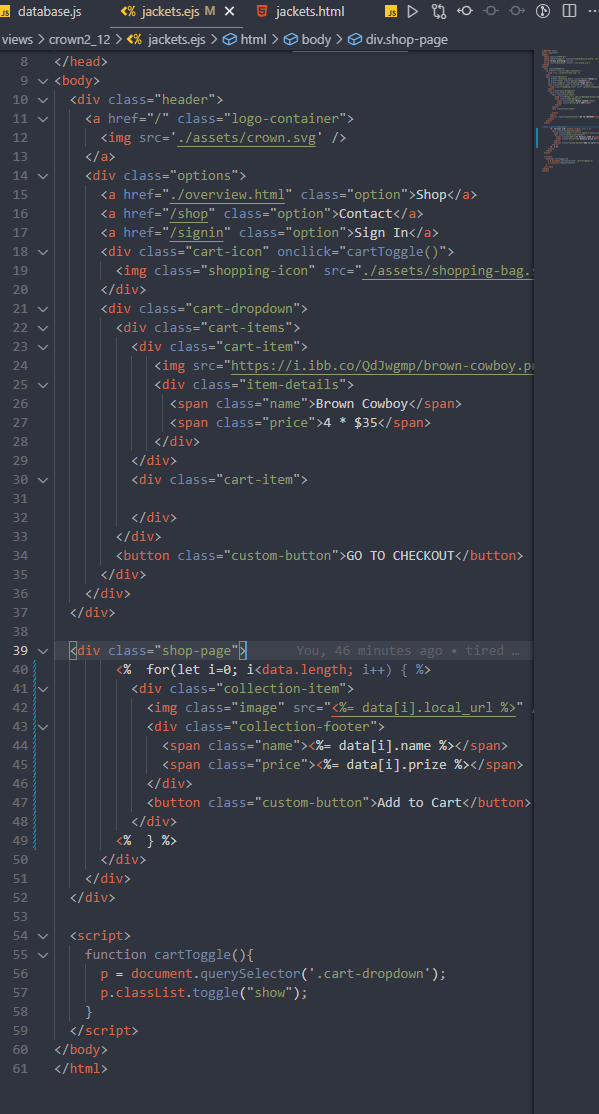 database.js jackets.ejs M jackets.html
views > crown2_12 > jackets.ejs > html > body > div.shop-page
8 </head>
9 <body>
10 <div class="header">
11 <a href="/" class="logo-container">
12 <img src='./assets/crown.svg' />
13 </a>
14 <div class="options">
15 <a href="./overview.html" class="option">Shop</a>
16 <a href="/shop" class="option">Contact</a>
17 <a href="/signin" class="option">Sign In</a>
18 <div class="cart-icon" onclick="cartToggle()">
19 <img class="shopping-icon" src="./assets/shopping-bag.s
20 </div>
21 <div class="cart-dropdown">
22 <div class="cart-items">
23 <div class="cart-item">
24 <img src="https://i.ibb.co/QdJwgmp/brown-cowboy.pn
25 <div class="item-details">
26 <span class="name">Brown Cowboy</span>
27 <span class="price">4 * $35</span>
28 </div>
29 </div>
30 <div class="cart-item">
31
32 </div>
33 </div>
34 <button class="custom-button">GO TO CHECKOUT</button>
35 </div>
36 </div>
37 </div>
38
39 <div class="shop-page"> You, 46 minutes ago • tired …
40 <% for(let i=0; i<data.length; i++) { %>
41 <div class="collection-item">
42 <img class="image" src="<%= data[i].local_url %>" /
43 <div class="collection-footer">
44 <span class="name"><%= data[i].name %></span>
45 <span class="price"><%= data[i].prize %></span>
46 </div>
47 <button class="custom-button">Add to Cart</button>
48 </div>
49 <% } %>
50 </div>
51 </div>
52 </div>
53
54 <script>
55 function cartToggle(){
56 p = document.querySelector('.cart-dropdown');
57 p.classList.toggle("show");
58 }
59 </script>
60 </body>
61 </html>